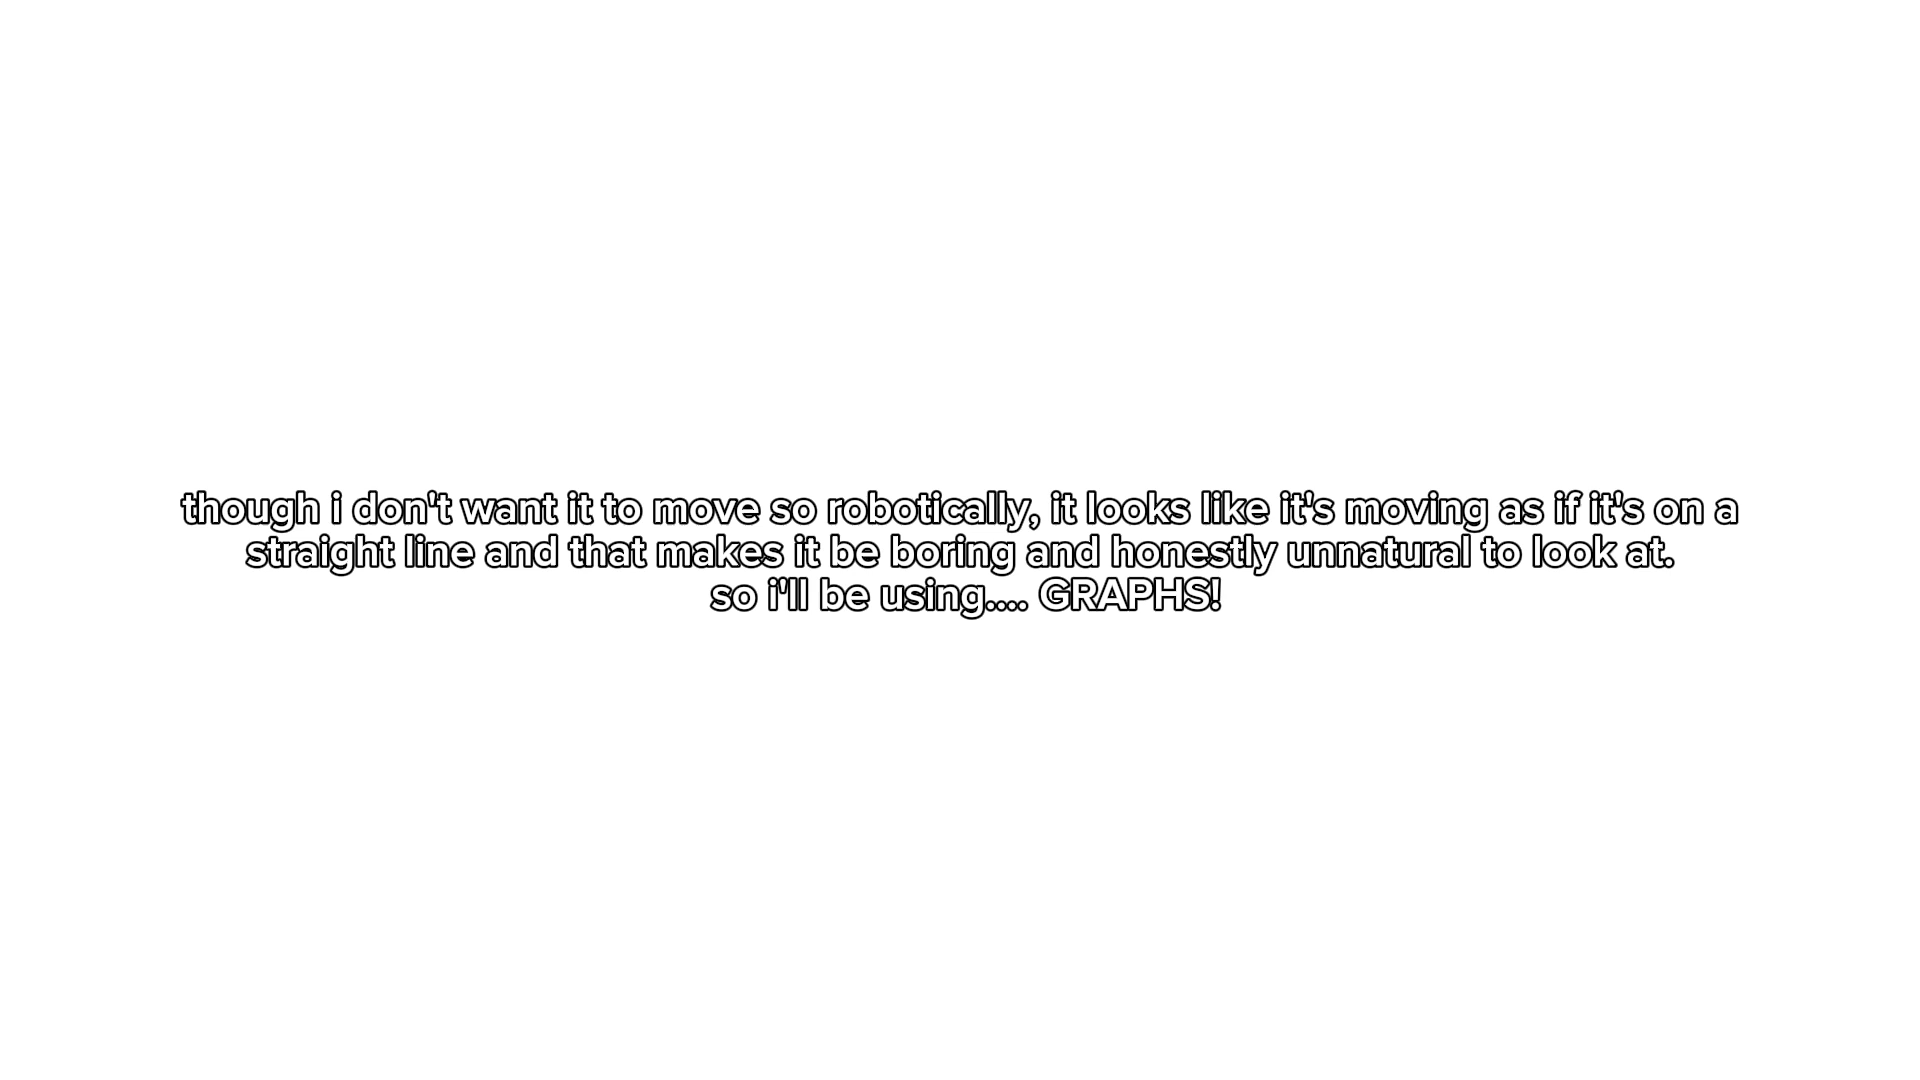 though i don't want it to move so robotically, it looks like it's moving as if it's on a
straight line and that makes it be boring and honestly unnatural to look at.
so i'll be using.... GRAPHS!